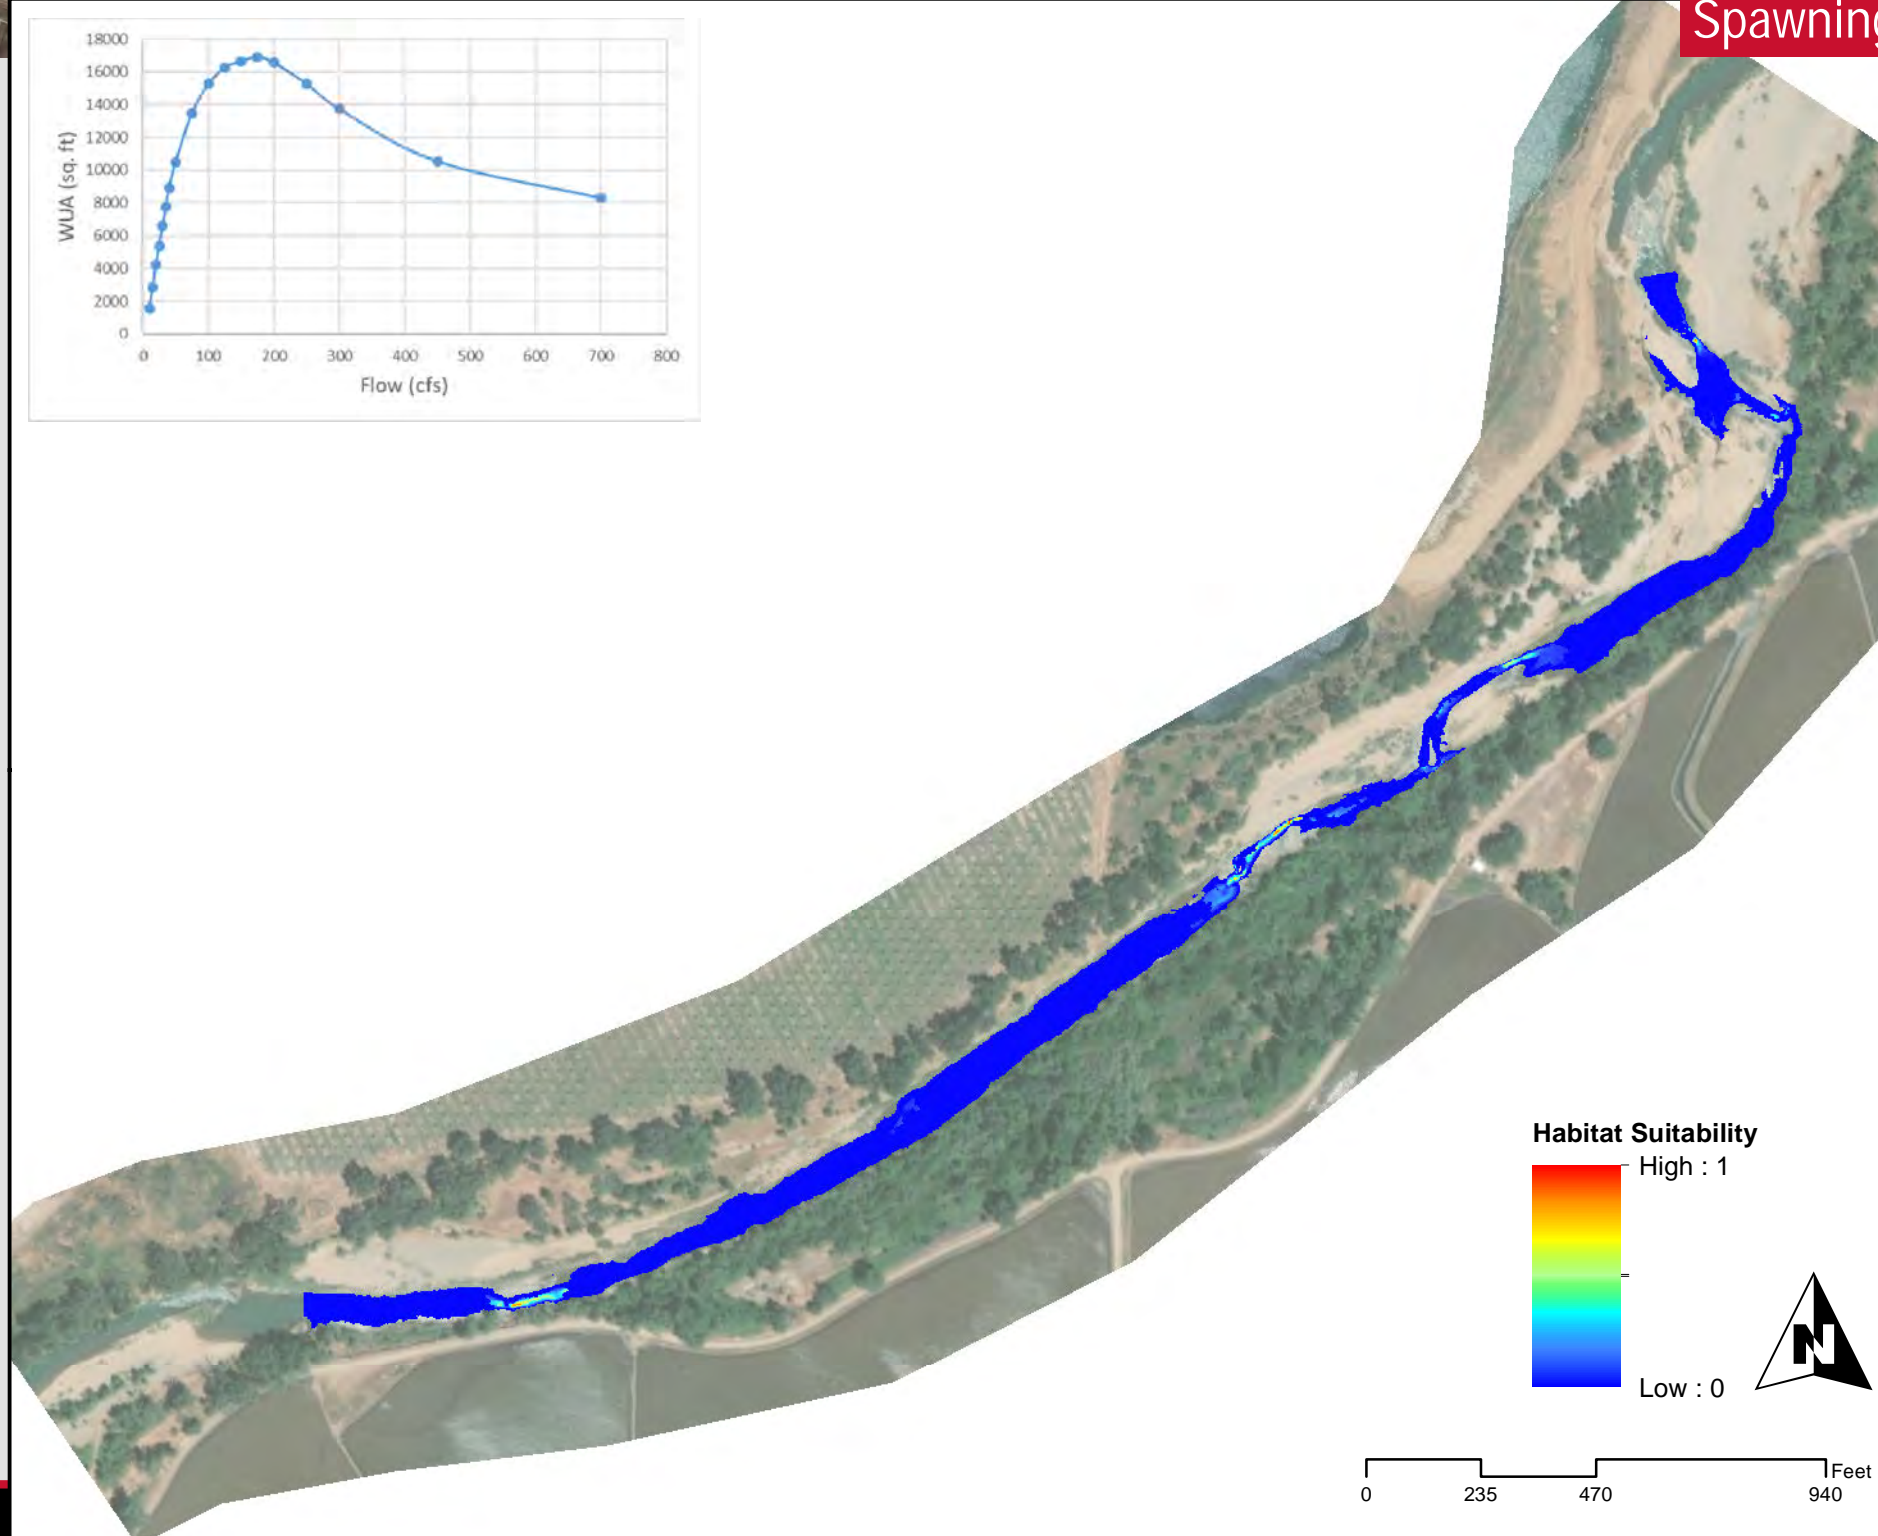 Spawning
18000
16000
14000
12000
10000
8000
6000
4000
2000
0
WUA (sq. ft)
0 100 200 300 400 500 600 700 800
Flow (cfs)
Habitat Suitability
High : 1
Low : 0
N
Feet
0 235 470 940